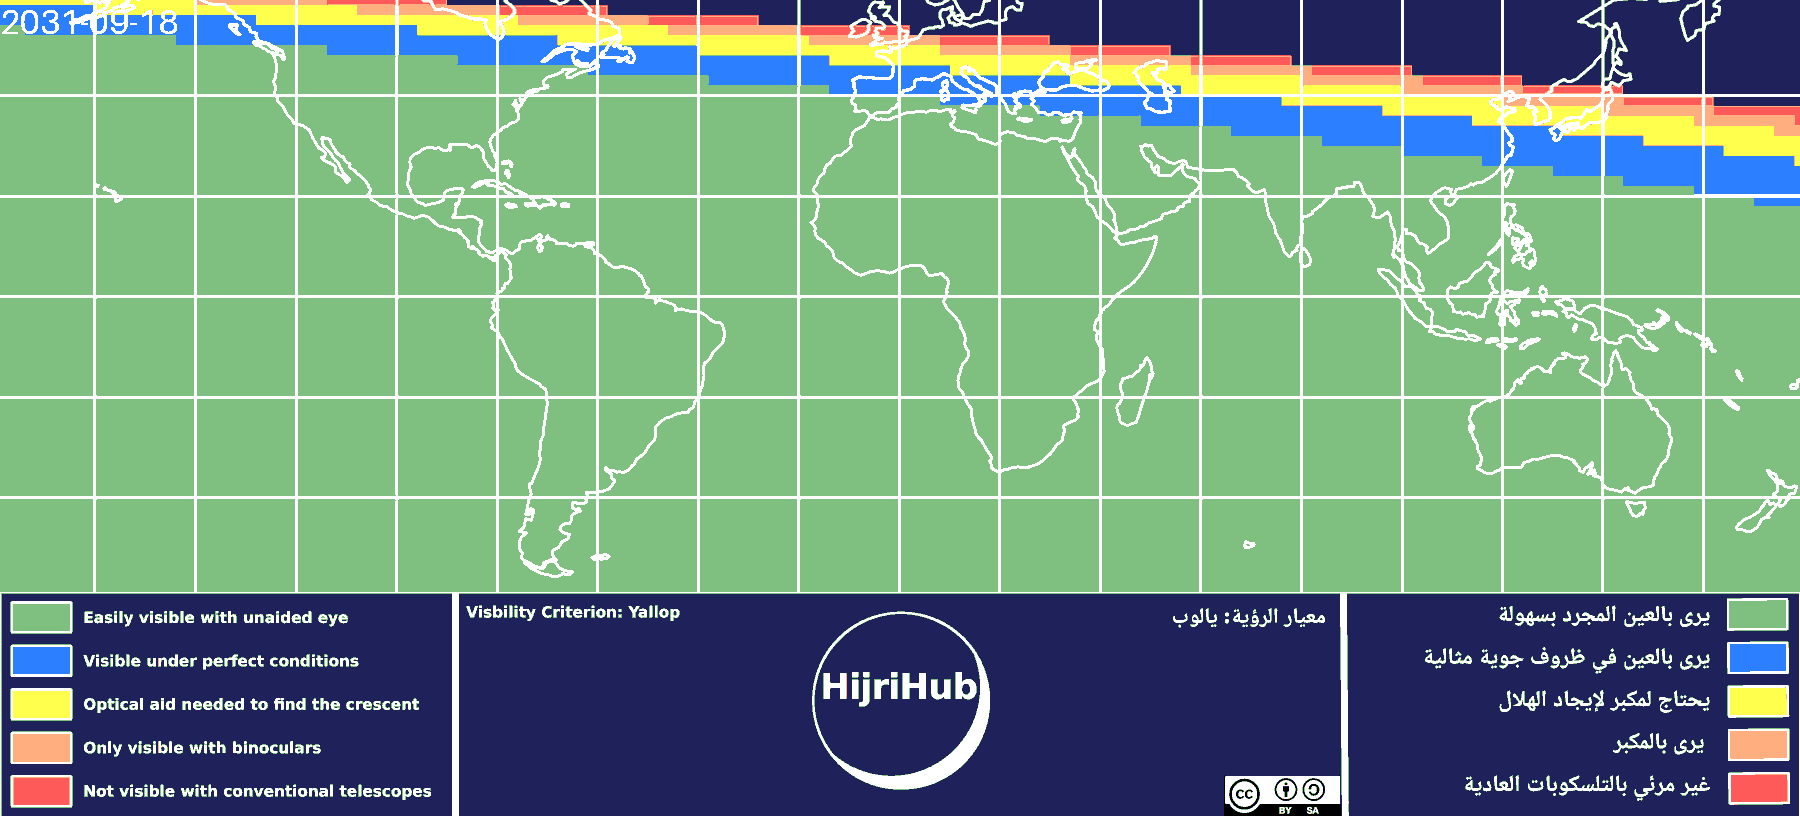 2031-09-18
Easily visible with unaided eye
Visible under perfect conditions
Optical aid needed to find the crescent
Only visible with binoculars
Not visible with conventional telescopes
Visbility Criterion: Yallop
معيار الرؤية: يالوب
HijriHub
cc
BY SA
يرى بالعين المجرد بسهولة
يرى بالعين في ظروف جوية مثالية
يحتاج لمكبر لإيجاد الهلال
يرى بالمكبر
غير مرئي بالتلسكوبات العادية